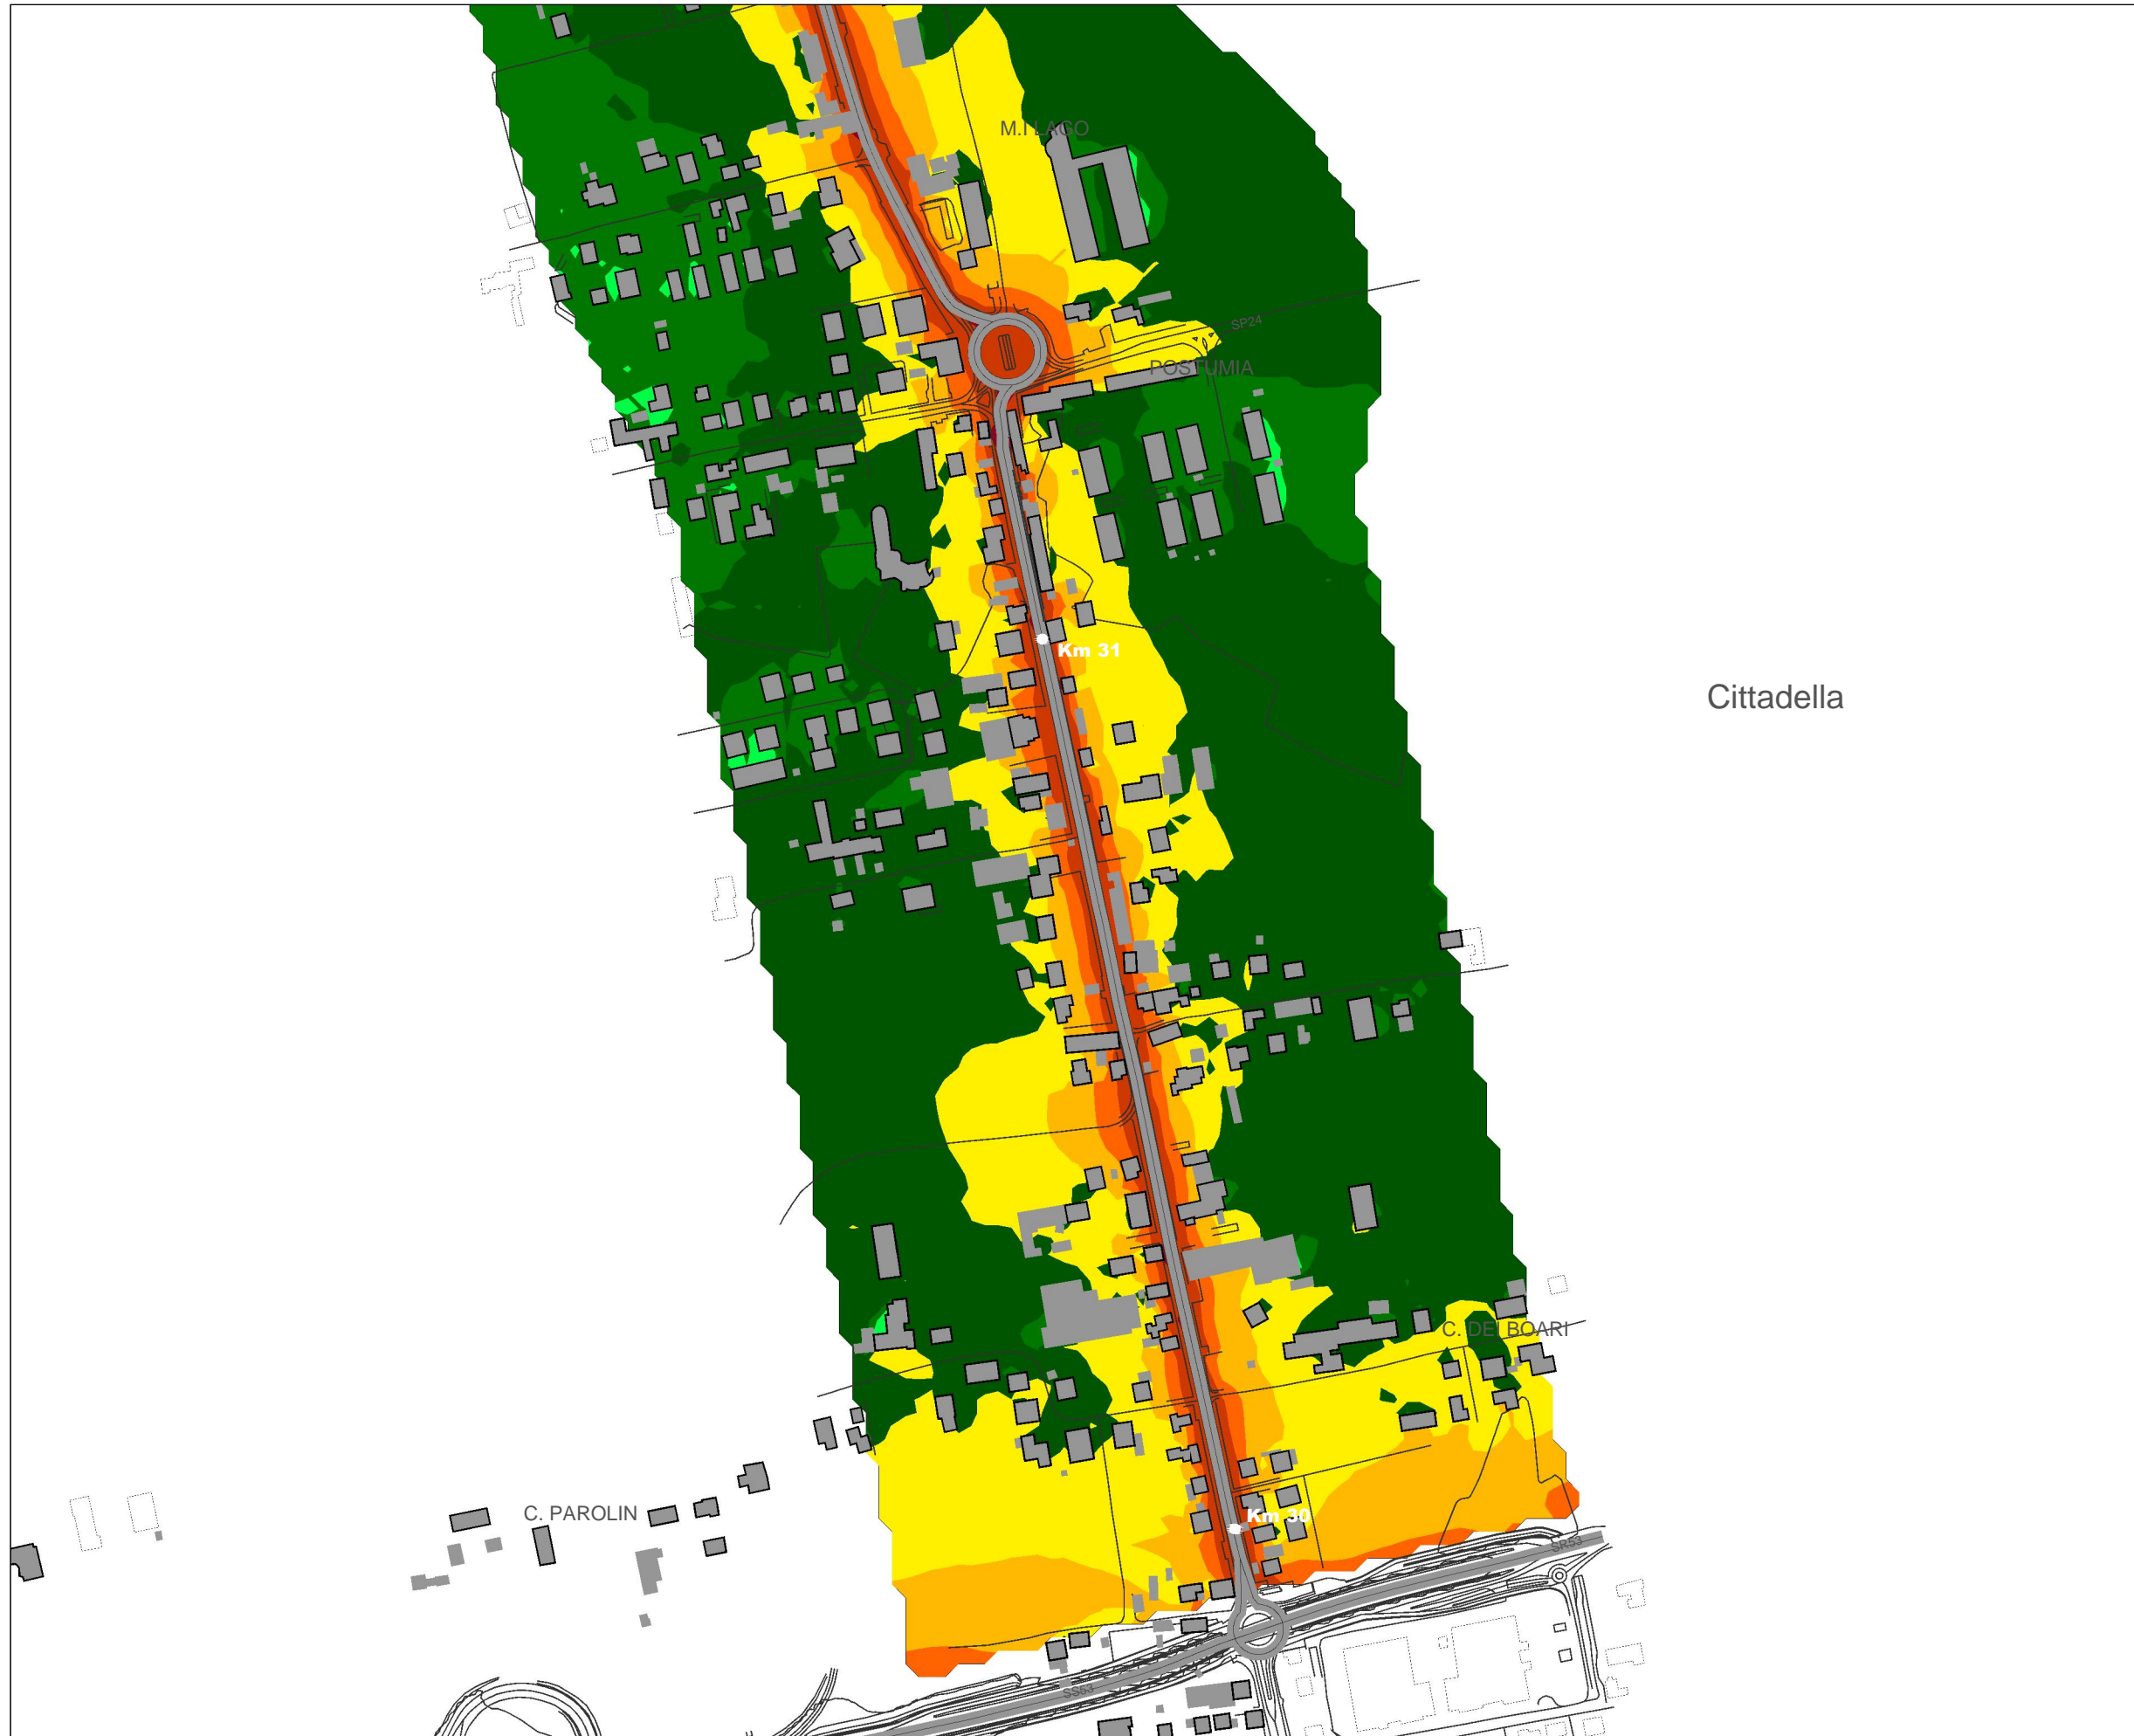 M.I LAGO
SP24
POSTUMIA
Km 31
Cittadella
C. DEI BOARI
C. PAROLIN
Km 30
SR53
SS53